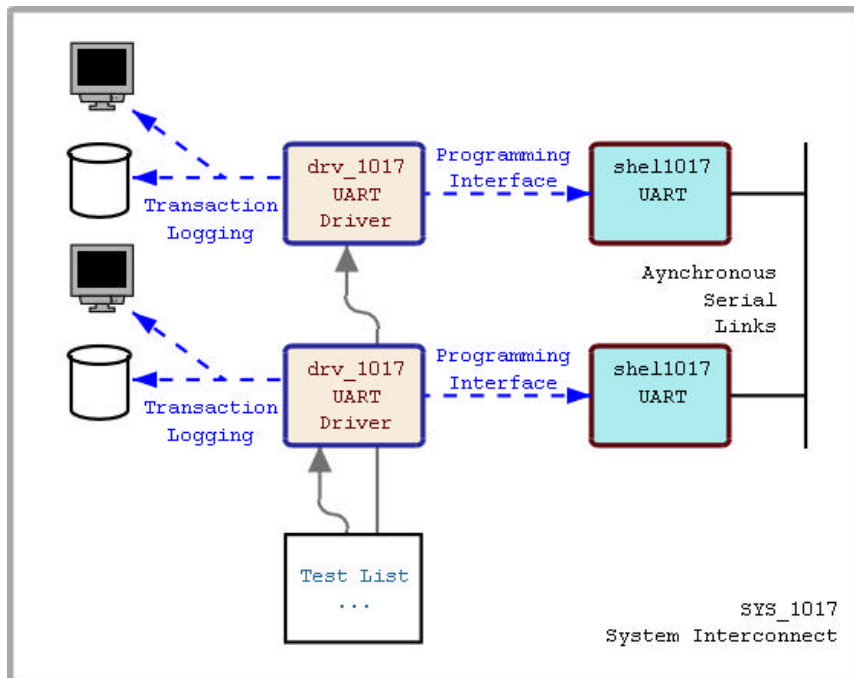 drv_1017
UART
Driver
Programming
Interface
shel1017
UART
Transaction
Logging
Aynchronous
Serial
Links
drv_1017
UART
Driver
Programming
Interface
shel1017
UART
Transaction
Logging
Test List
...
SYS_1017
System Interconnect